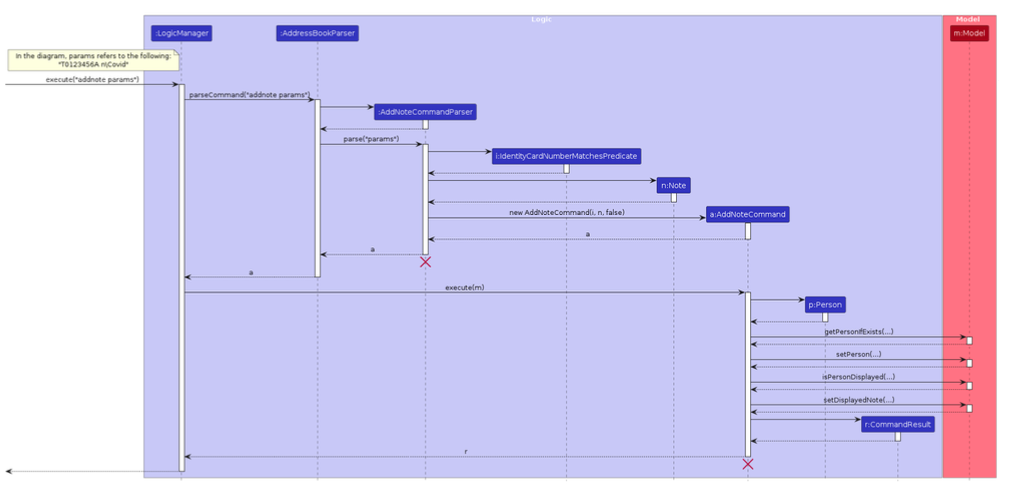 Logic
Model
:LogicManager
:AddressBookParser
m:Model
In the diagram, params refers to the following:
"T0123456A n\Covid"
execute("addnote params")
parseCommand("addnote params")
:AddNoteCommandParser
parse("params")
i:IdentityCardNumberMatchesPredicate
n:Note
new AddNoteCommand(i, n, false)
a:AddNoteCommand
a
a
a
execute(m)
p:Person
getPersonIfExists(...)
setPerson(...)
isPersonDisplayed(...)
setDisplayedNote(...)
r:CommandResult
r